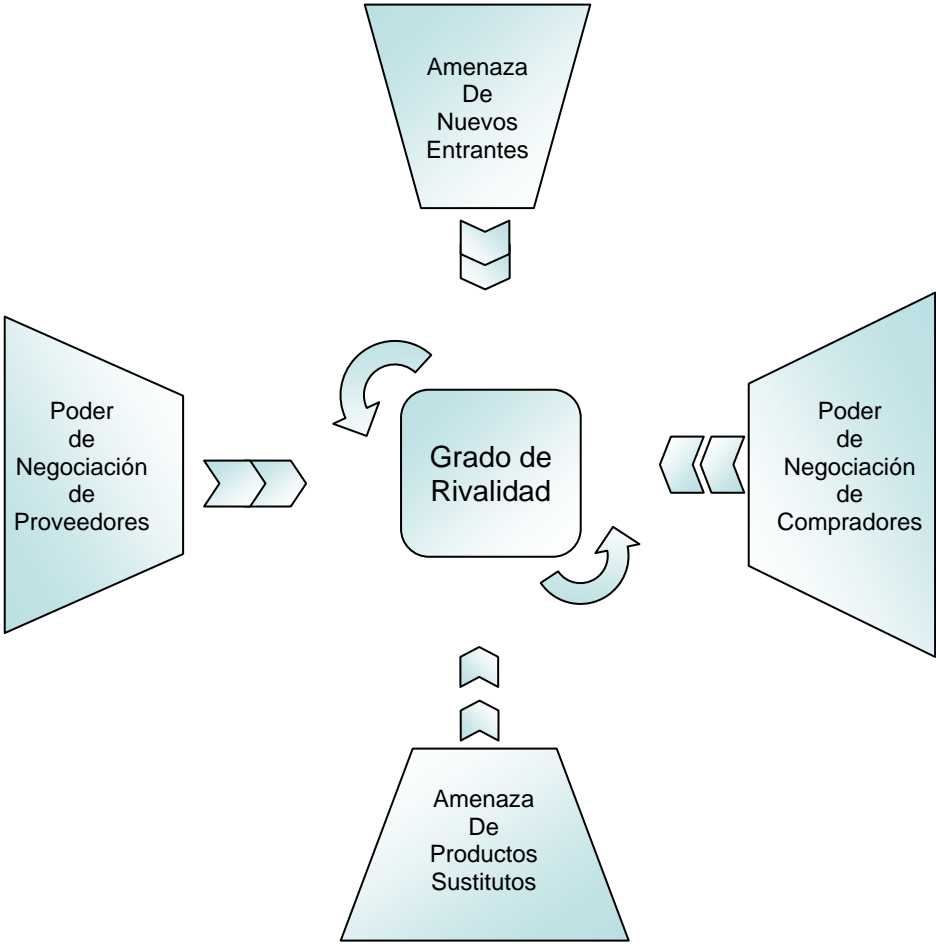 Amenaza
De
Nuevos
Entrantes
Poder
de
Negociación
de
Proveedores
Grado de
Rivalidad
Poder
de
Negociación
de
Compradores
Amenaza
De
Productos
Sustitutos